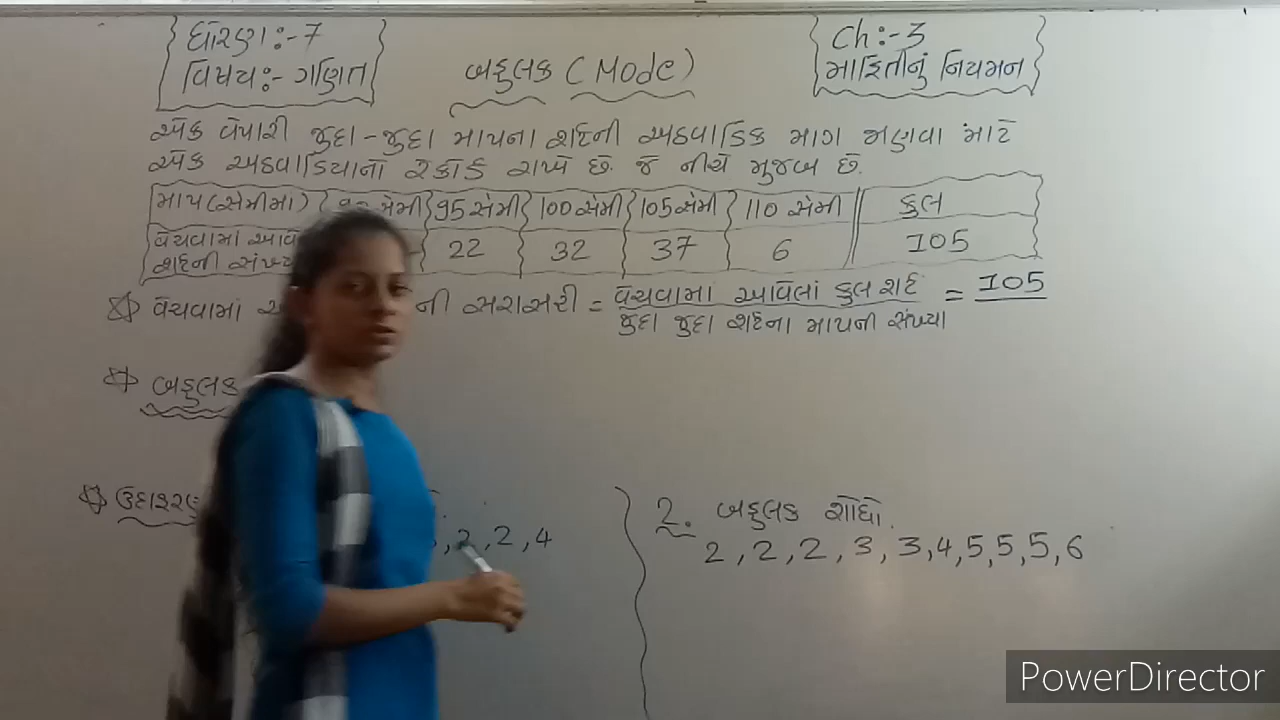 ધોરણ :- 7
વિષય :- ગણિત
બહુલક (Mode)
Ch :- 3
માહિતીનું નિયમન
એક વેપારી જુદા-જુદા માપના શર્ટની અઠવાડિક માગ જાણવા માટે
એક અઠવાડિયાનો રેકોર્ડ રાખે છે. જે નીચે મુજબ છે.
માપ (સેમીમા) સેમી 95 સેમી 100 સેમી 105 સેમી 110 સેમી કુલ
વેચવામાં
શર્ટની 22 32 37 6 105
વેચવામાં ની સરાસરી = વેચવામા આવેલાં કુલ શર્ટ = 105
જુદા જુદા શર્ટના માપની સંખ્યા
બહુલક
2. બહુલક શોધો.
, 2, 2, 4
2, 2, 2, 3, 3, 4, 5, 5, 5, 6
PowerDirector